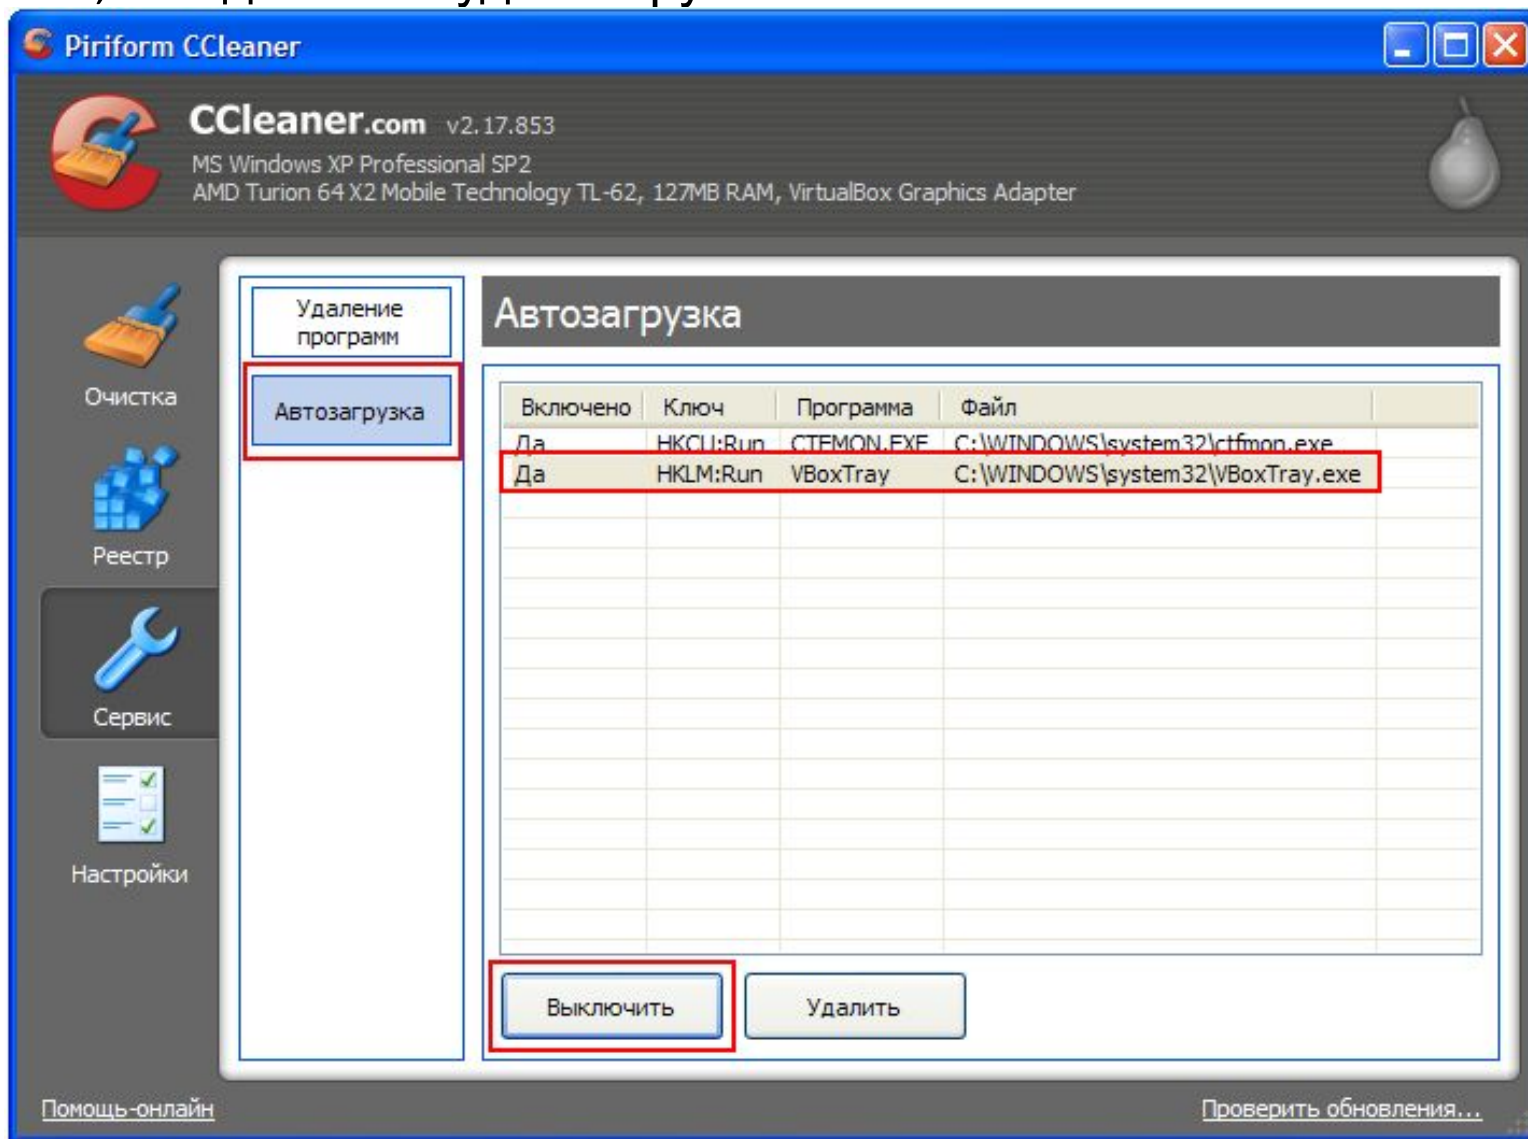 Piriform CCleaner
CCleaner.com v2.17.853
MS Windows XP Professional SP2
AMD Turion 64 X2 Mobile Technology TL-62, 127MB RAM, VirtualBox Graphics Adapter
Очистка
Реестр
Сервис
Настройки
Удаление
программ
Автозагрузка
Автозагрузка
Включено Ключ Программа Файл
Да HKCU:Run CTFMON.EXE C:\WINDOWS\system32\ctfmon.exe
Да HKLM:Run VBoxTray C:\WINDOWS\system32\VBoxTray.exe
Выключить Удалить
Помощь-онлайн Проверить обновления...